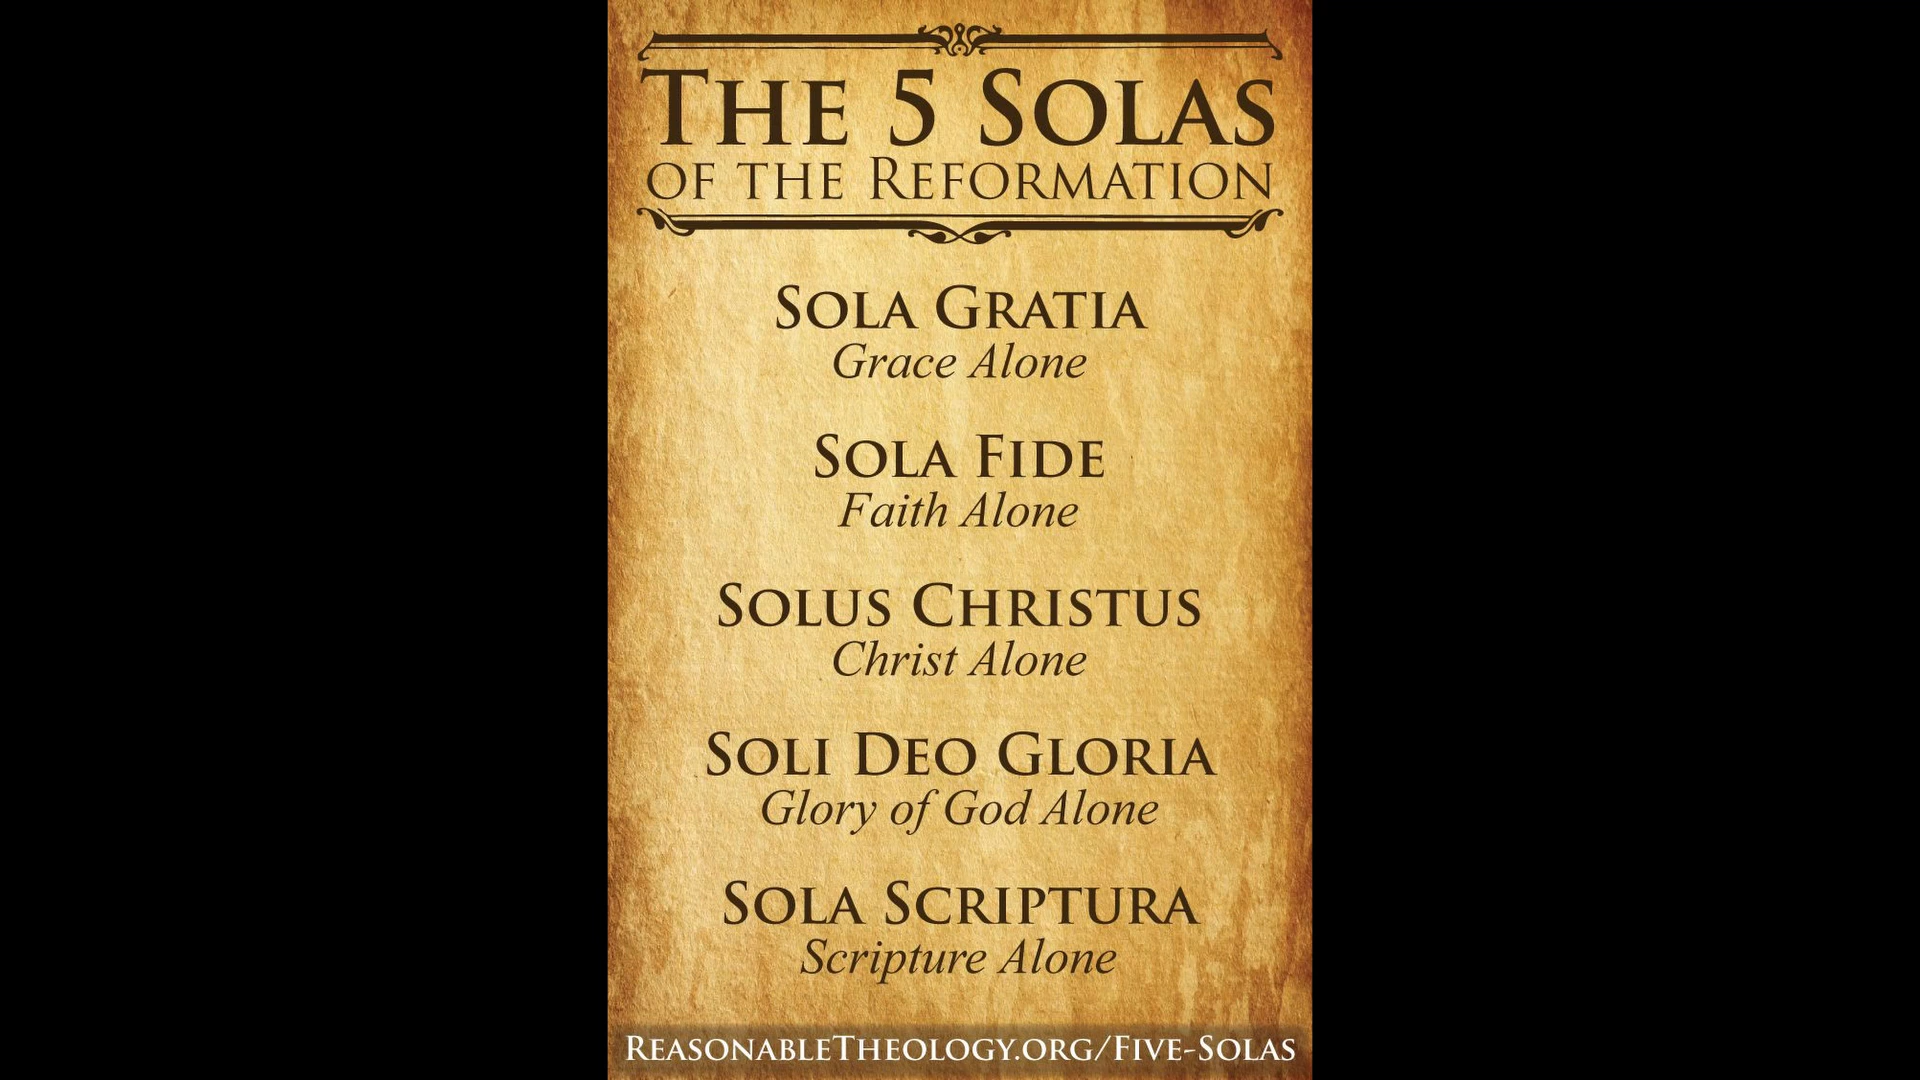 The 5 Solas
of the Reformation
Sola Gratia
Grace Alone
Sola Fide
Faith Alone
Solus Christus
Christ Alone
Soli Deo Gloria
Glory of God Alone
Sola Scriptura
Scripture Alone
ReasonableTheology.org/Five-Solas